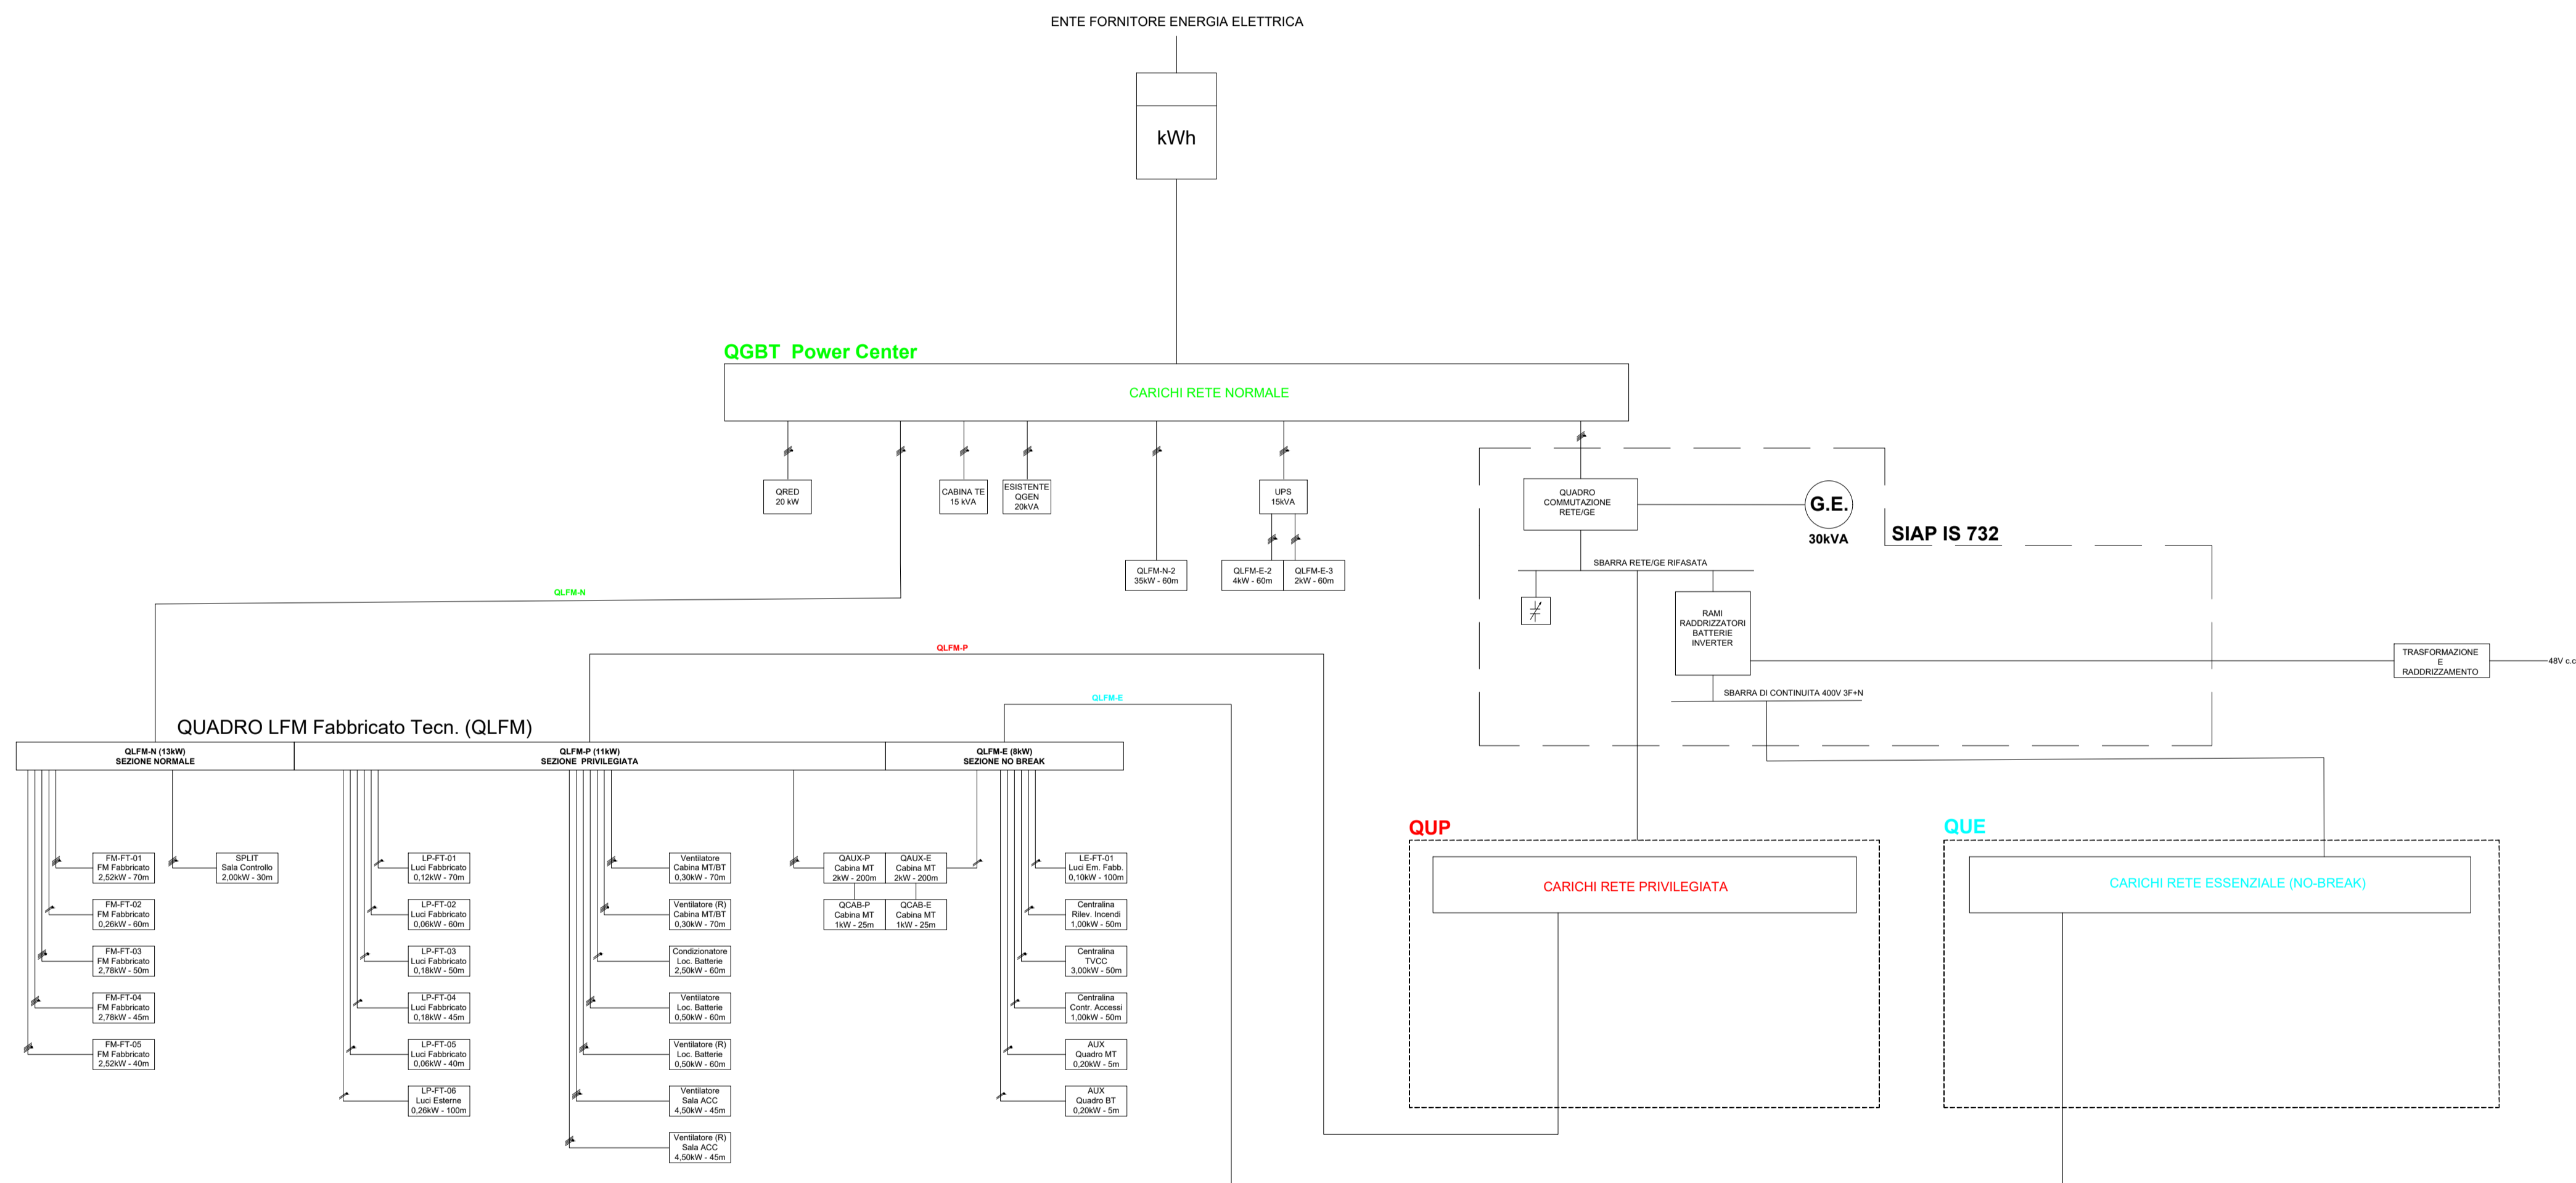 ENTE FORNITORE ENERGIA ELETTRICA
kWh
QGBT  Power Center
CARICHI RETE NORMALE
QRED
20 kW
CABINA TE
15 kVA
ESISTENTE
QGEN
20kVA
UPS
15kVA
QLFM-N-2
35kW - 60m
QLFM-E-2
4kW - 60m
QLFM-E-3
2kW - 60m
QUADRO
COMMUTAZIONE
RETE/GE
G.E.
30kVA
SIAP IS 732
SBARRA RETE/GE RIFASATA
RAMI
RADDRIZZATORI
BATTERIE
INVERTER
TRASFORMAZIONE
E
RADDRIZZAMENTO
48V c.c
SBARRA DI CONTINUITA 400V 3F+N
QLFM-N
QLFM-P
QLFM-E
QUADRO LFM Fabbricato Tecn. (QLFM)
QLFM-N (13kW)
SEZIONE NORMALE
QLFM-P (11kW)
SEZIONE  PRIVILEGIATA
QLFM-E (8kW)
SEZIONE NO BREAK
FM-FT-01
FM Fabbricato
2,52kW - 70m
FM-FT-02
FM Fabbricato
0,26kW - 60m
FM-FT-03
FM Fabbricato
2,78kW - 50m
FM-FT-04
FM Fabbricato
2,78kW - 45m
FM-FT-05
FM Fabbricato
2,52kW - 40m
SPLIT
Sala Controllo
2,00kW - 30m
LP-FT-01
Luci Fabbricato
0,12kW - 70m
LP-FT-02
Luci Fabbricato
0,06kW - 60m
LP-FT-03
Luci Fabbricato
0,18kW - 50m
LP-FT-04
Luci Fabbricato
0,18kW - 45m
LP-FT-05
Luci Fabbricato
0,06kW - 40m
LP-FT-06
Luci Esterne
0,26kW - 100m
Ventilatore
Cabina MT/BT
0,30kW - 70m
Ventilatore (R)
Cabina MT/BT
0,30kW - 70m
Condizionatore
Loc. Batterie
2,50kW - 60m
Ventilatore
Loc. Batterie
0,50kW - 60m
Ventilatore (R)
Loc. Batterie
0,50kW - 60m
Ventilatore
Sala ACC
4,50kW - 45m
Ventilatore (R)
Sala ACC
4,50kW - 45m
QAUX-P
Cabina MT
2kW - 200m
QCAB-P
Cabina MT
1kW - 25m
QAUX-E
Cabina MT
2kW - 200m
QCAB-E
Cabina MT
1kW - 25m
LE-FT-01
Luci Em. Fabb.
0,10kW - 100m
Centralina
Rilev. Incendi
1,00kW - 50m
Centralina
TVCC
3,00kW - 50m
Centralina
Contr. Accessi
1,00kW - 50m
AUX
Quadro MT
0,20kW - 5m
AUX
Quadro BT
0,20kW - 5m
QUP
CARICHI RETE PRIVILEGIATA
QUE
CARICHI RETE ESSENZIALE (NO-BREAK)